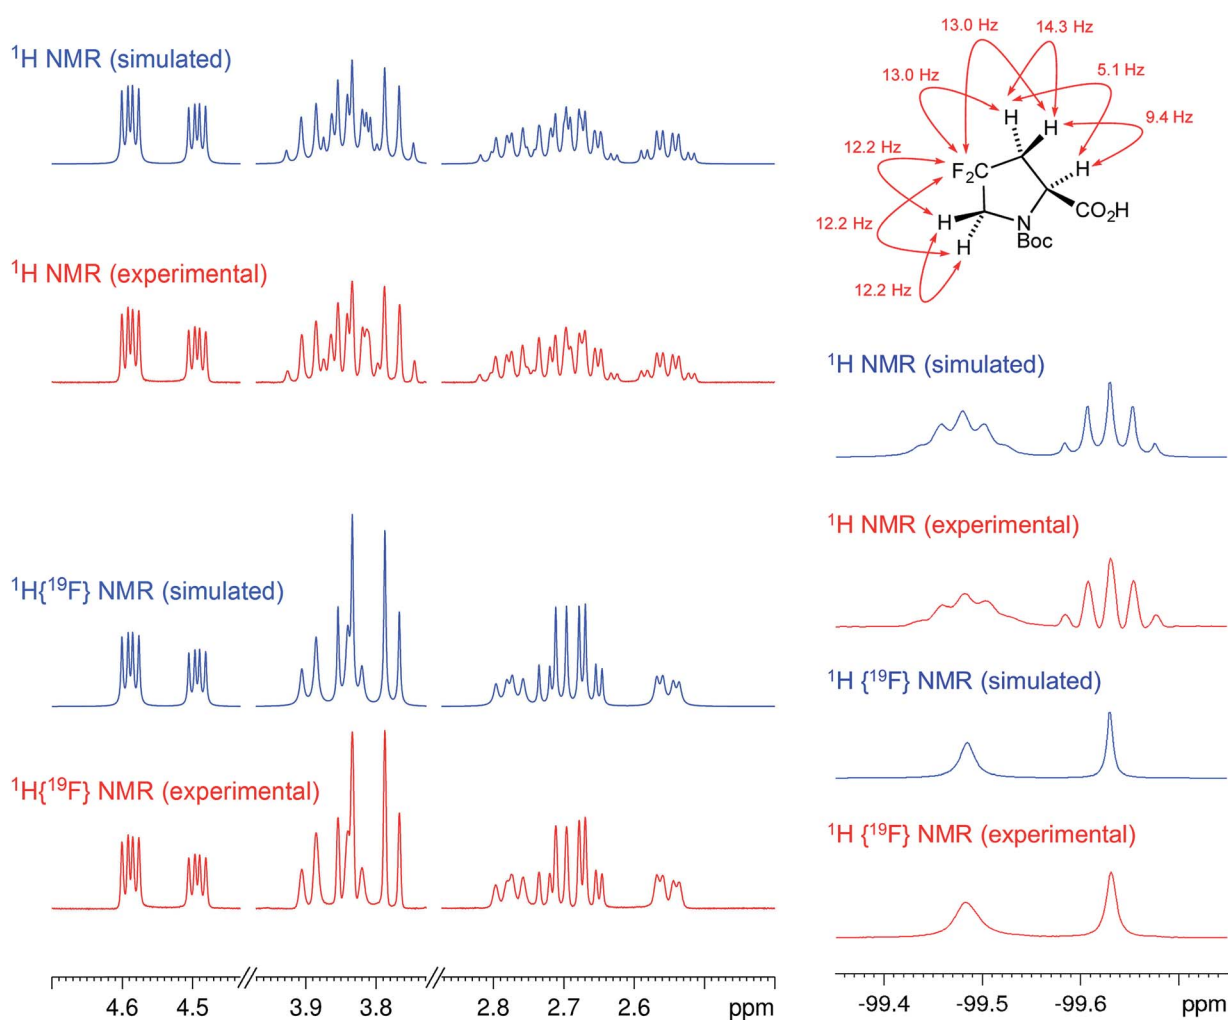 ¹H NMR (simulated)
¹H NMR (experimental)
¹H{¹⁹F} NMR (simulated)
¹H{¹⁹F} NMR (experimental)
4.6 4.5 3.9 3.8 2.8 2.7 2.6 ppm
13.0 Hz 14.3 Hz
13.0 Hz 5.1 Hz
9.4 Hz
H H
12.2 Hz
F₂C H
H N CO₂H
12.2 Hz
H Boc
12.2 Hz
¹H NMR (simulated)
¹H NMR (experimental)
¹H {¹⁹F} NMR (simulated)
¹H {¹⁹F} NMR (experimental)
-99.4 -99.5 -99.6 ppm